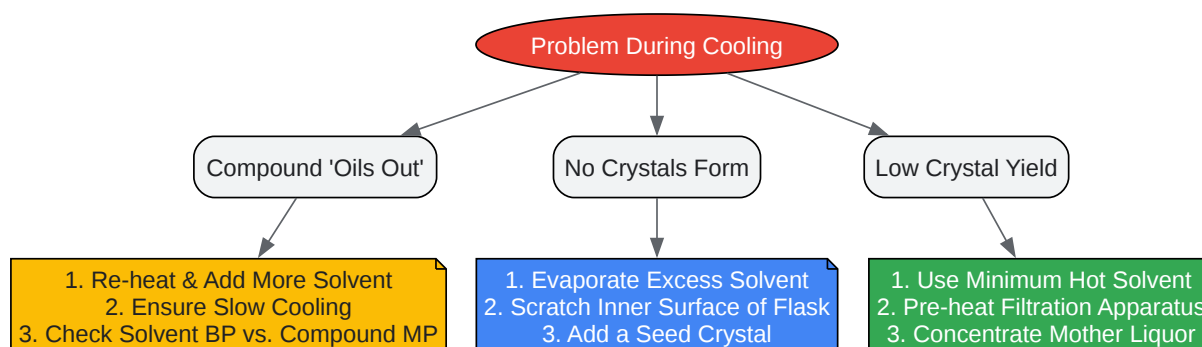 Problem During Cooling
Compound 'Oils Out'
No Crystals Form
Low Crystal Yield
1. Re-heat & Add More Solvent
2. Ensure Slow Cooling
3. Check Solvent BP vs. Compound MP
1. Evaporate Excess Solvent
2. Scratch Inner Surface of Flask
3. Add a Seed Crystal
1. Use Minimum Hot Solvent
2. Pre-heat Filtration Apparatus
3. Concentrate Mother Liquor